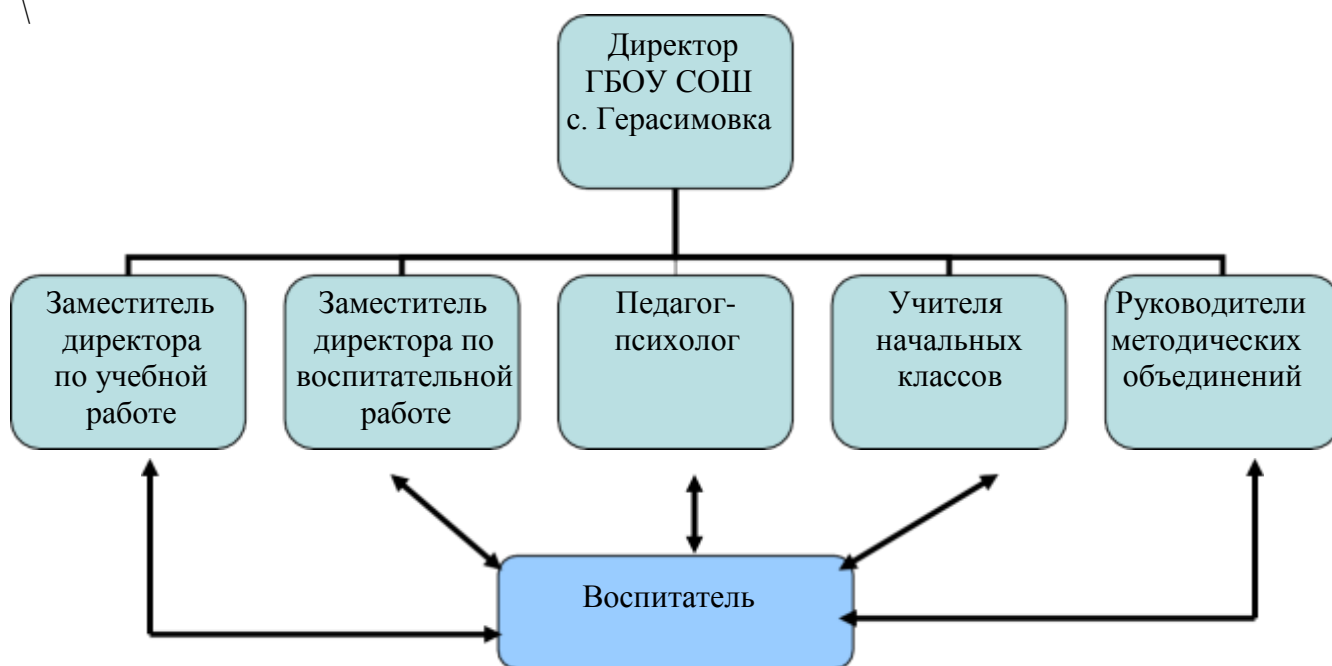 \
Директор
ГБОУ СОШ
с. Герасимовка
Заместитель
директора
по учебной
работе
Заместитель
директора по
воспитательной
работе
Педагог-
психолог
Учителя
начальных
классов
Руководители
методических
объединений
Воспитатель